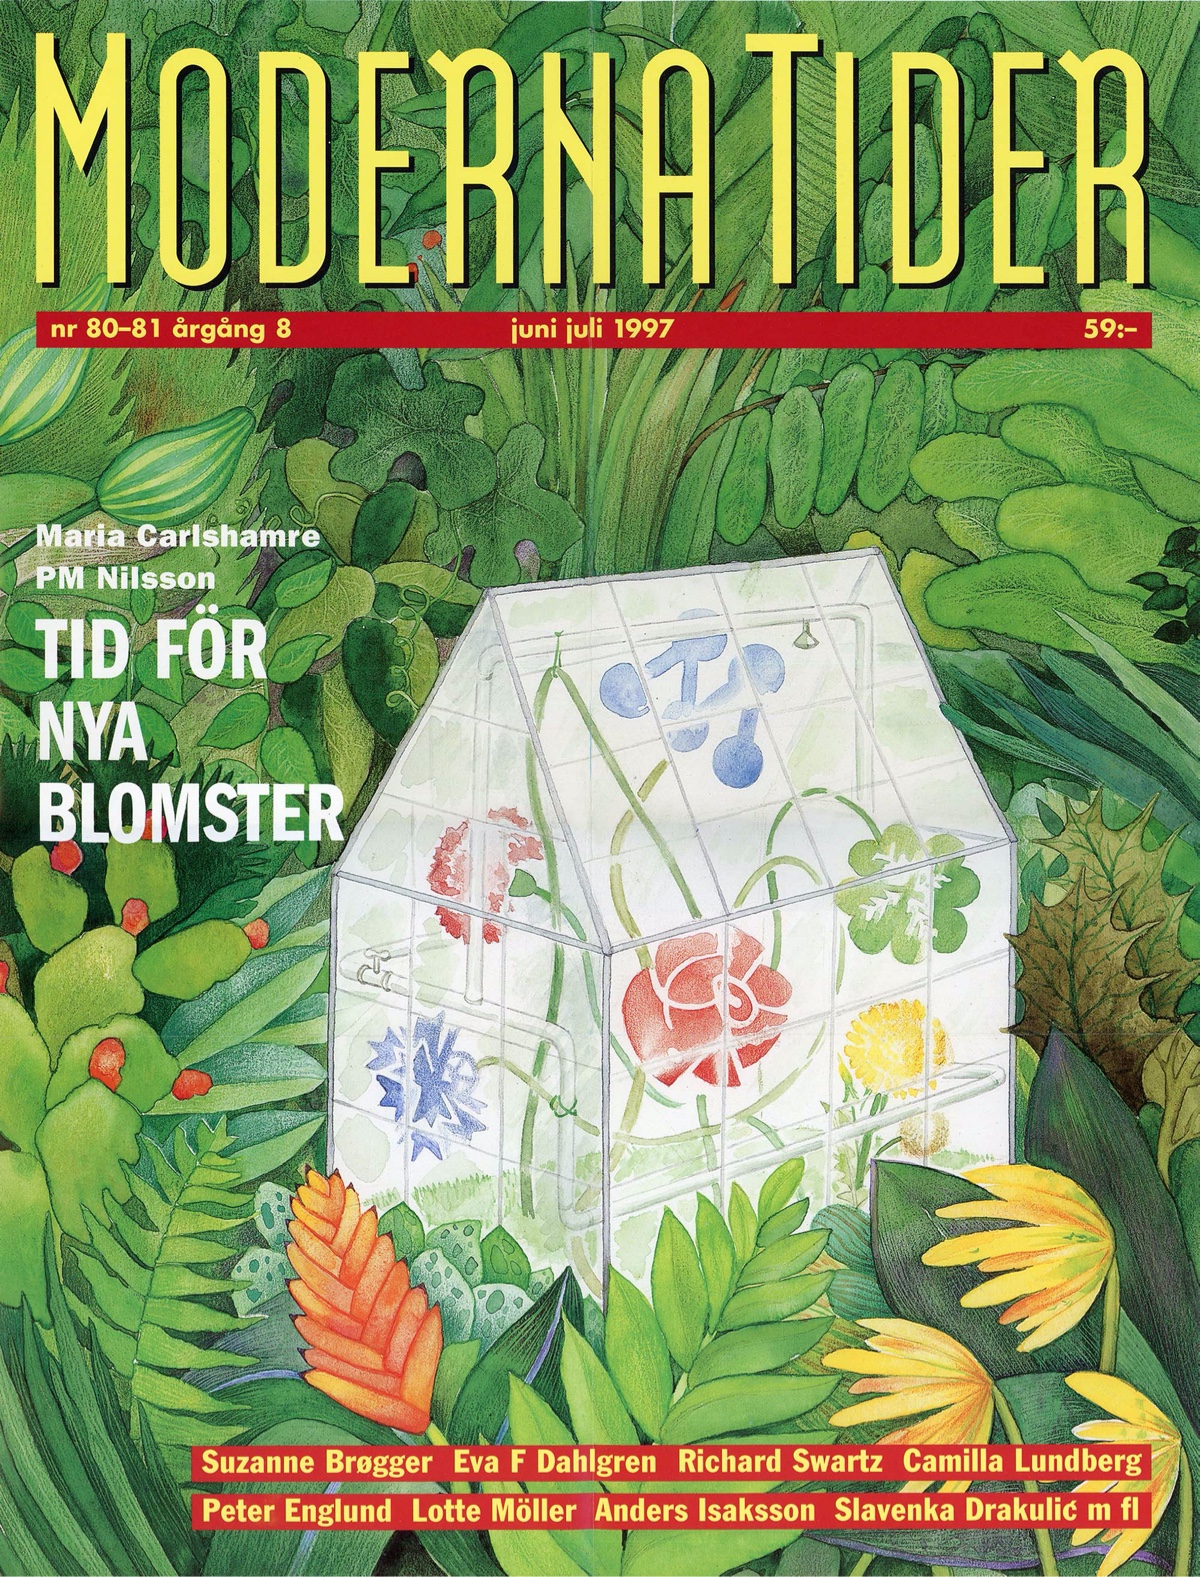 MODERNA TIDER
nr 80–81 årgång 8 juni juli 1997 59:–
Maria Carlshamre
PM Nilsson
TID FÖR
NYA
BLOMSTER
Suzanne Brøgger Eva F Dahlgren Richard Swartz Camilla Lundberg
Peter Englund Lotte Möller Anders Isaksson Slavenka Drakulić m fl